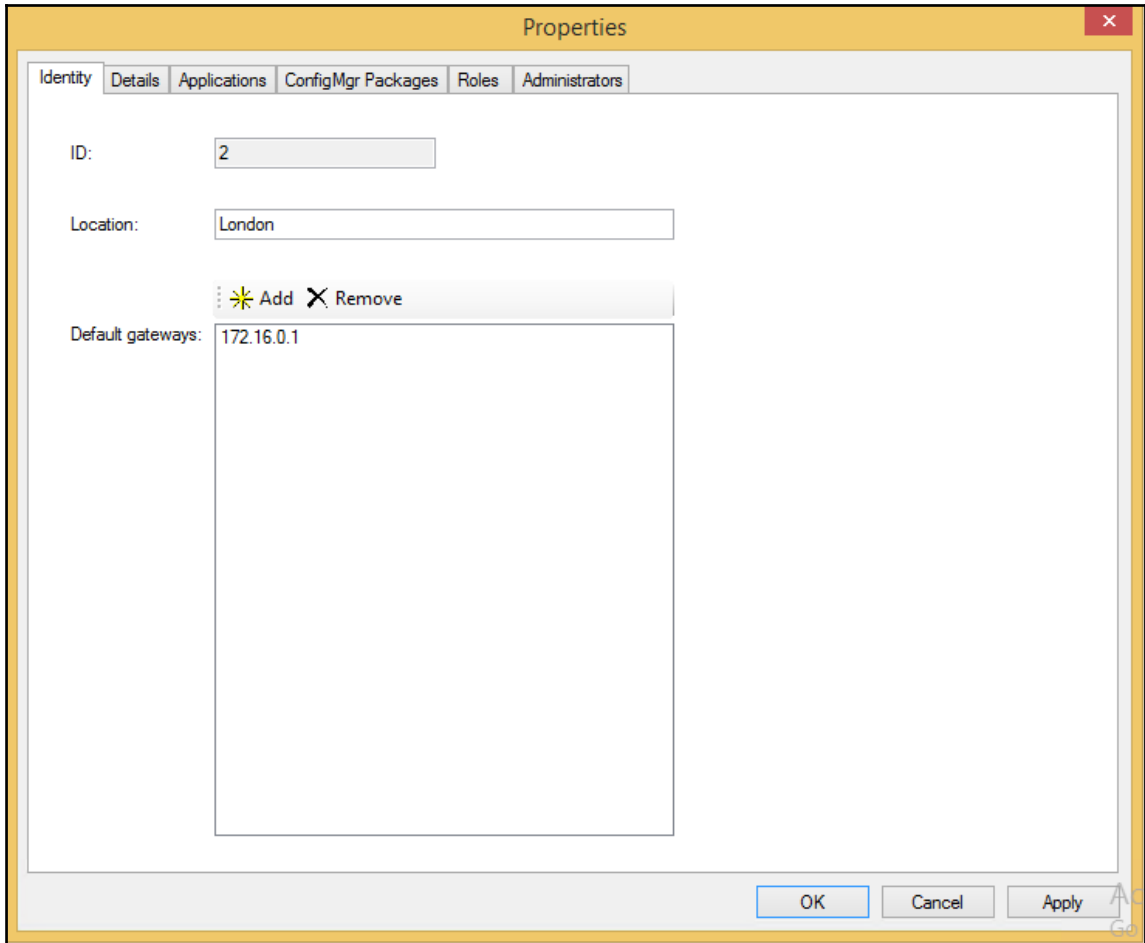 Properties
Identity Details Applications ConfigMgr Packages Roles Administrators
ID: 2
Location: London
Add Remove
Default gateways: 172.16.0.1
OK Cancel Apply
Go